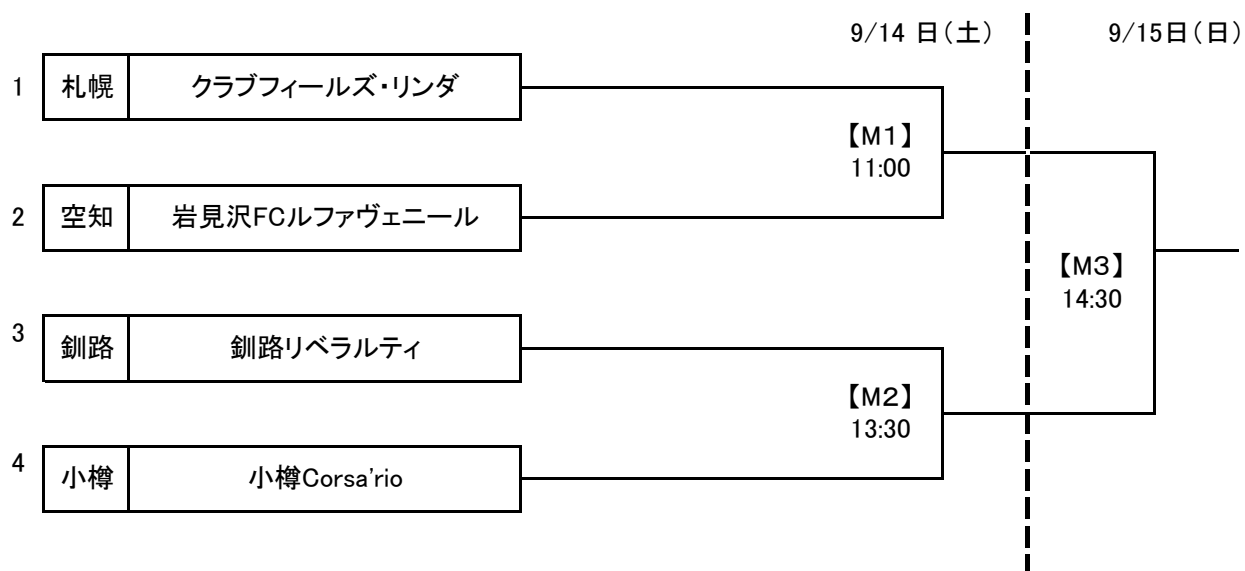 9/14 日(土)
9/15日(日)
1 札幌 クラブフィールズ・リンダ
【M1】
11:00
2 空知 岩見沢FCルファヴェニール
【M3】
14:30
3 釧路 釧路リベラルティ
【M2】
13:30
4 小樽 小樽Corsa'rio